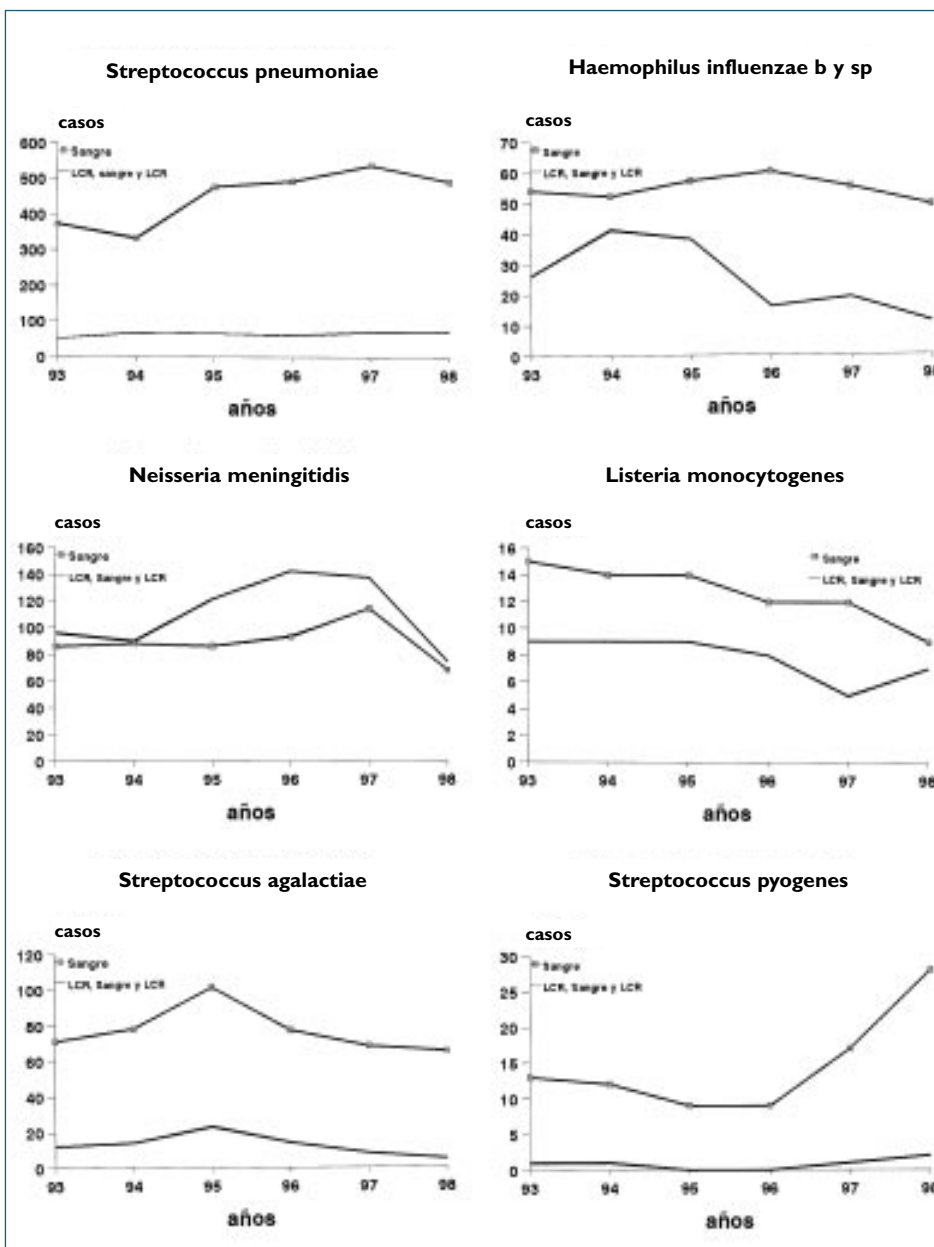 Streptococcus pneumoniae
casos
600
Sangre
LCR, sangre y LCR
500
400
300
200
100
0
93 94 95 96 97 98
años
Haemophilus influenzae b y sp
casos
70
Sangre
LCR, Sangre y LCR
60
50
40
30
20
10
0
93 94 95 96 97
años
Neisseria meningitidis
casos
160
Sangre
LCR, Sangre y LCR
140
120
100
80
60
40
20
0
93 94 95 96 97 98
años
Listeria monocytogenes
casos
16
Sangre
LCR, Sangre y LCR
14
12
10
8
6
4
2
0
93 94 95 96 97 98
años
Streptococcus agalactiae
casos
120
Sangre
LCR, Sangre y LCR
100
80
60
40
20
0
93 94 95 96 97 98
años
Streptococcus pyogenes
casos
30
Sangre
LCR, Sangre y LCR
25
20
15
10
5
0
93 94 95 96 97 98
años